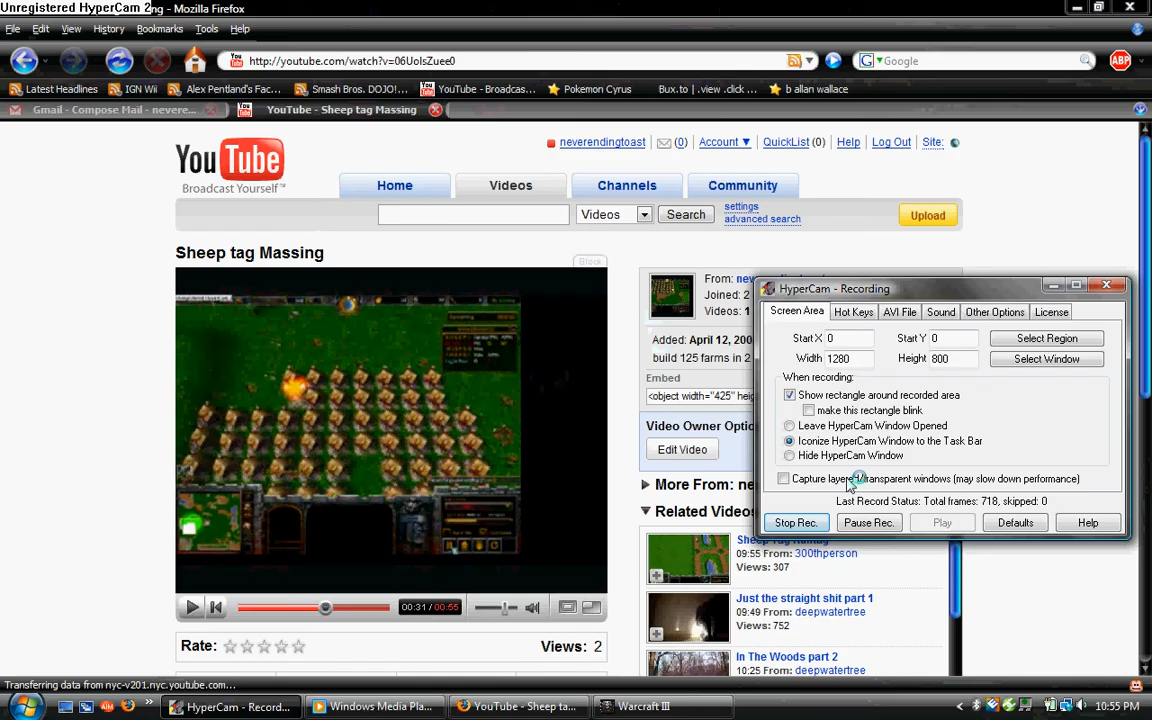 Unregistered HyperCam 2ng - Mozilla Firefox
File Edit View History Bookmarks Tools Help
http://youtube.com/watch?v=06UoIsZuee0 Google ABP
Latest Headlines IGN Wii Alex Pentland's Fac... Smash Bros. DOJO!... YouTube - Broadcas... Pokemon Cyrus Bux.to | .view .click ... b allan wallace
Gmail - Compose Mail - nevere... YouTube - Sheep tag Massing
neverendingtoast (0) Account QuickList (0) Help Log Out Site:
YouTube
Broadcast Yourself™
Home Videos Channels Community
Videos Search settings
advanced search
Upload
Sheep tag Massing
Block
From: nev
Joined: 2
Videos: 1
Added: April 12, 200
build 125 farms in 2
Embed
<object width="425" heig
Video Owner Optio
Edit Video
More From: ne
Related Videos
Sheep Tag
09:55 From: 300thperson
Views: 307
Just the straight shit part 1
09:49 From: deepwatertree
Views: 752
In The Woods part 2
10:25 From: deepwatertree
00:31 / 00:55
Rate: Views: 2
HyperCam - Recording
Screen Area Hot Keys AVI File Sound Other Options License
Start X 0 Start Y 0 Select Region
Width 1280 Height 800 Select Window
When recording:
Show rectangle around recorded area
make this rectangle blink
Leave HyperCam Window Opened
Iconize HyperCam Window to the Task Bar
Hide HyperCam Window
Capture layered/transparent windows (may slow down performance)
Last Record Status: Total frames: 718, skipped: 0
Stop Rec. Pause Rec. Play Defaults Help
Transferring data from nyc-v201.nyc.youtube.com...
HyperCam - Record... Windows Media Pla... YouTube - Sheep ta... Warcraft III 10:55 PM